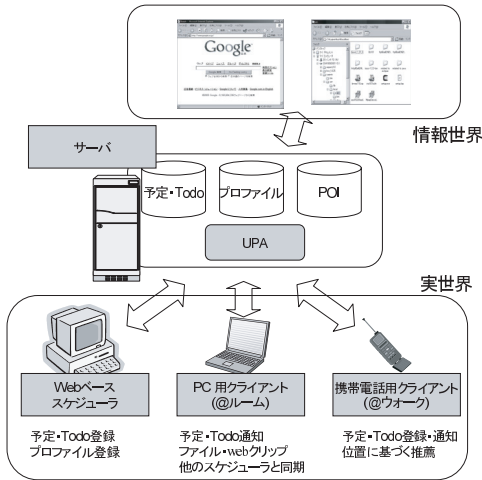 Google
情報世界
サーバ
予定・Todo
プロファイル
POI
UPA
実世界
Webベース
スケジューラ
PC 用クライアント
(@ルーム)
携帯電話用クライアント
(@ウォーク)
予定・Todo登録
プロファイル登録
予定・Todo通知
ファイル・webクリップ
他のスケジューラと同期
予定・Todo登録・通知
位置に基づく推薦